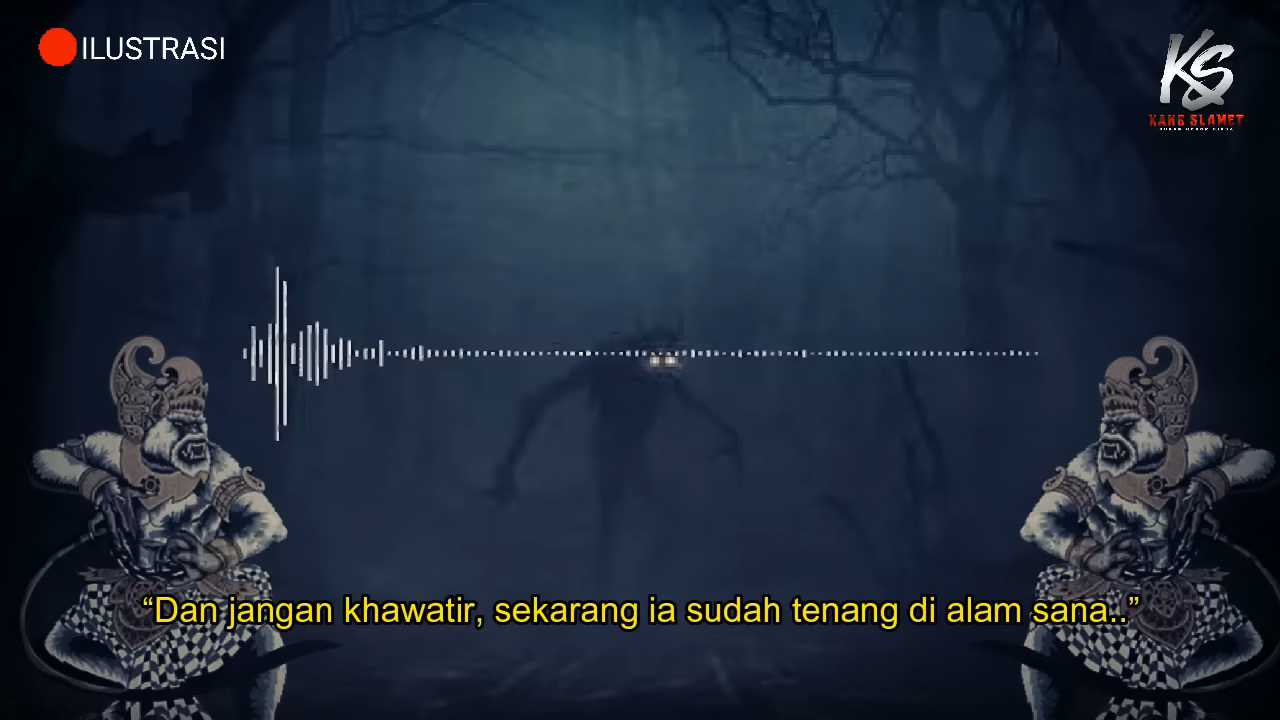 ILUSTRASI
KS
KANG SLAMET
“Dan jangan khawatir, sekarang ia sudah tenang di alam sana..”